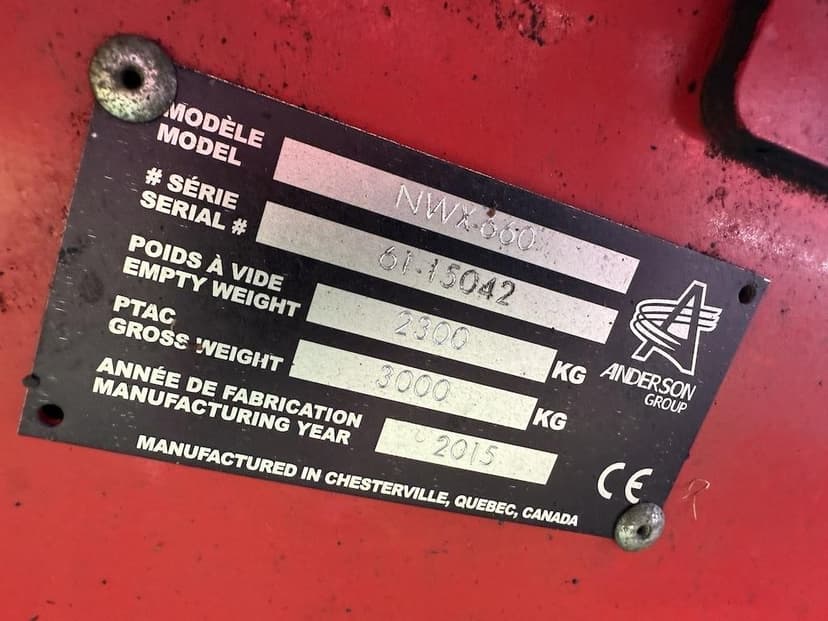 MODÈLE
MODEL
NWX-660
# SÉRIE
SERIAL #
61-15042
POIDS À VIDE
EMPTY WEIGHT
2300
KG
PTAC
GROSS WEIGHT
3000
KG
ANNÉE DE FABRICATION
MANUFACTURING YEAR
2015
ANDERSON
GROUP
CE
MANUFACTURED IN CHESTERVILLE, QUEBEC, CANADA